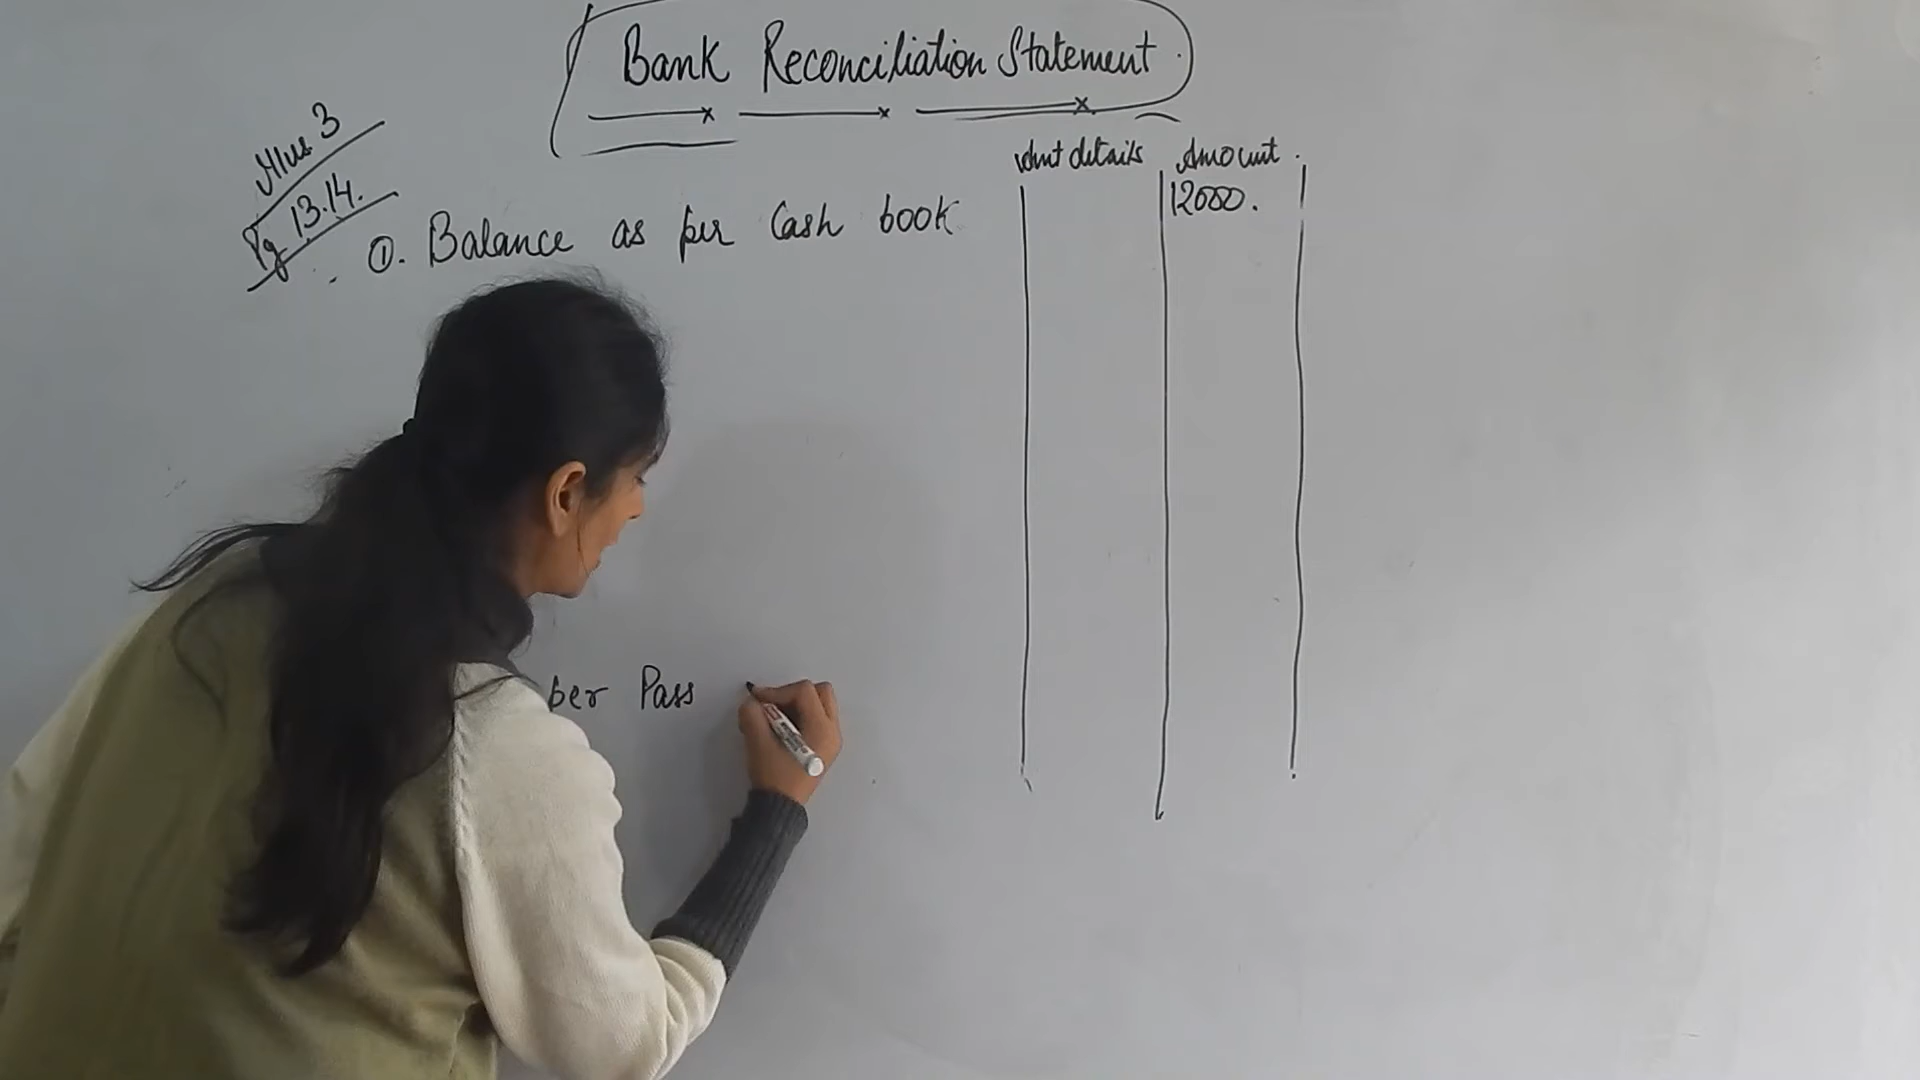 Bank Reconciliation Statement.
Illus 3
Pg 13.14.
Amt details Amount.
①. Balance as per Cash book 12000.
per Pass